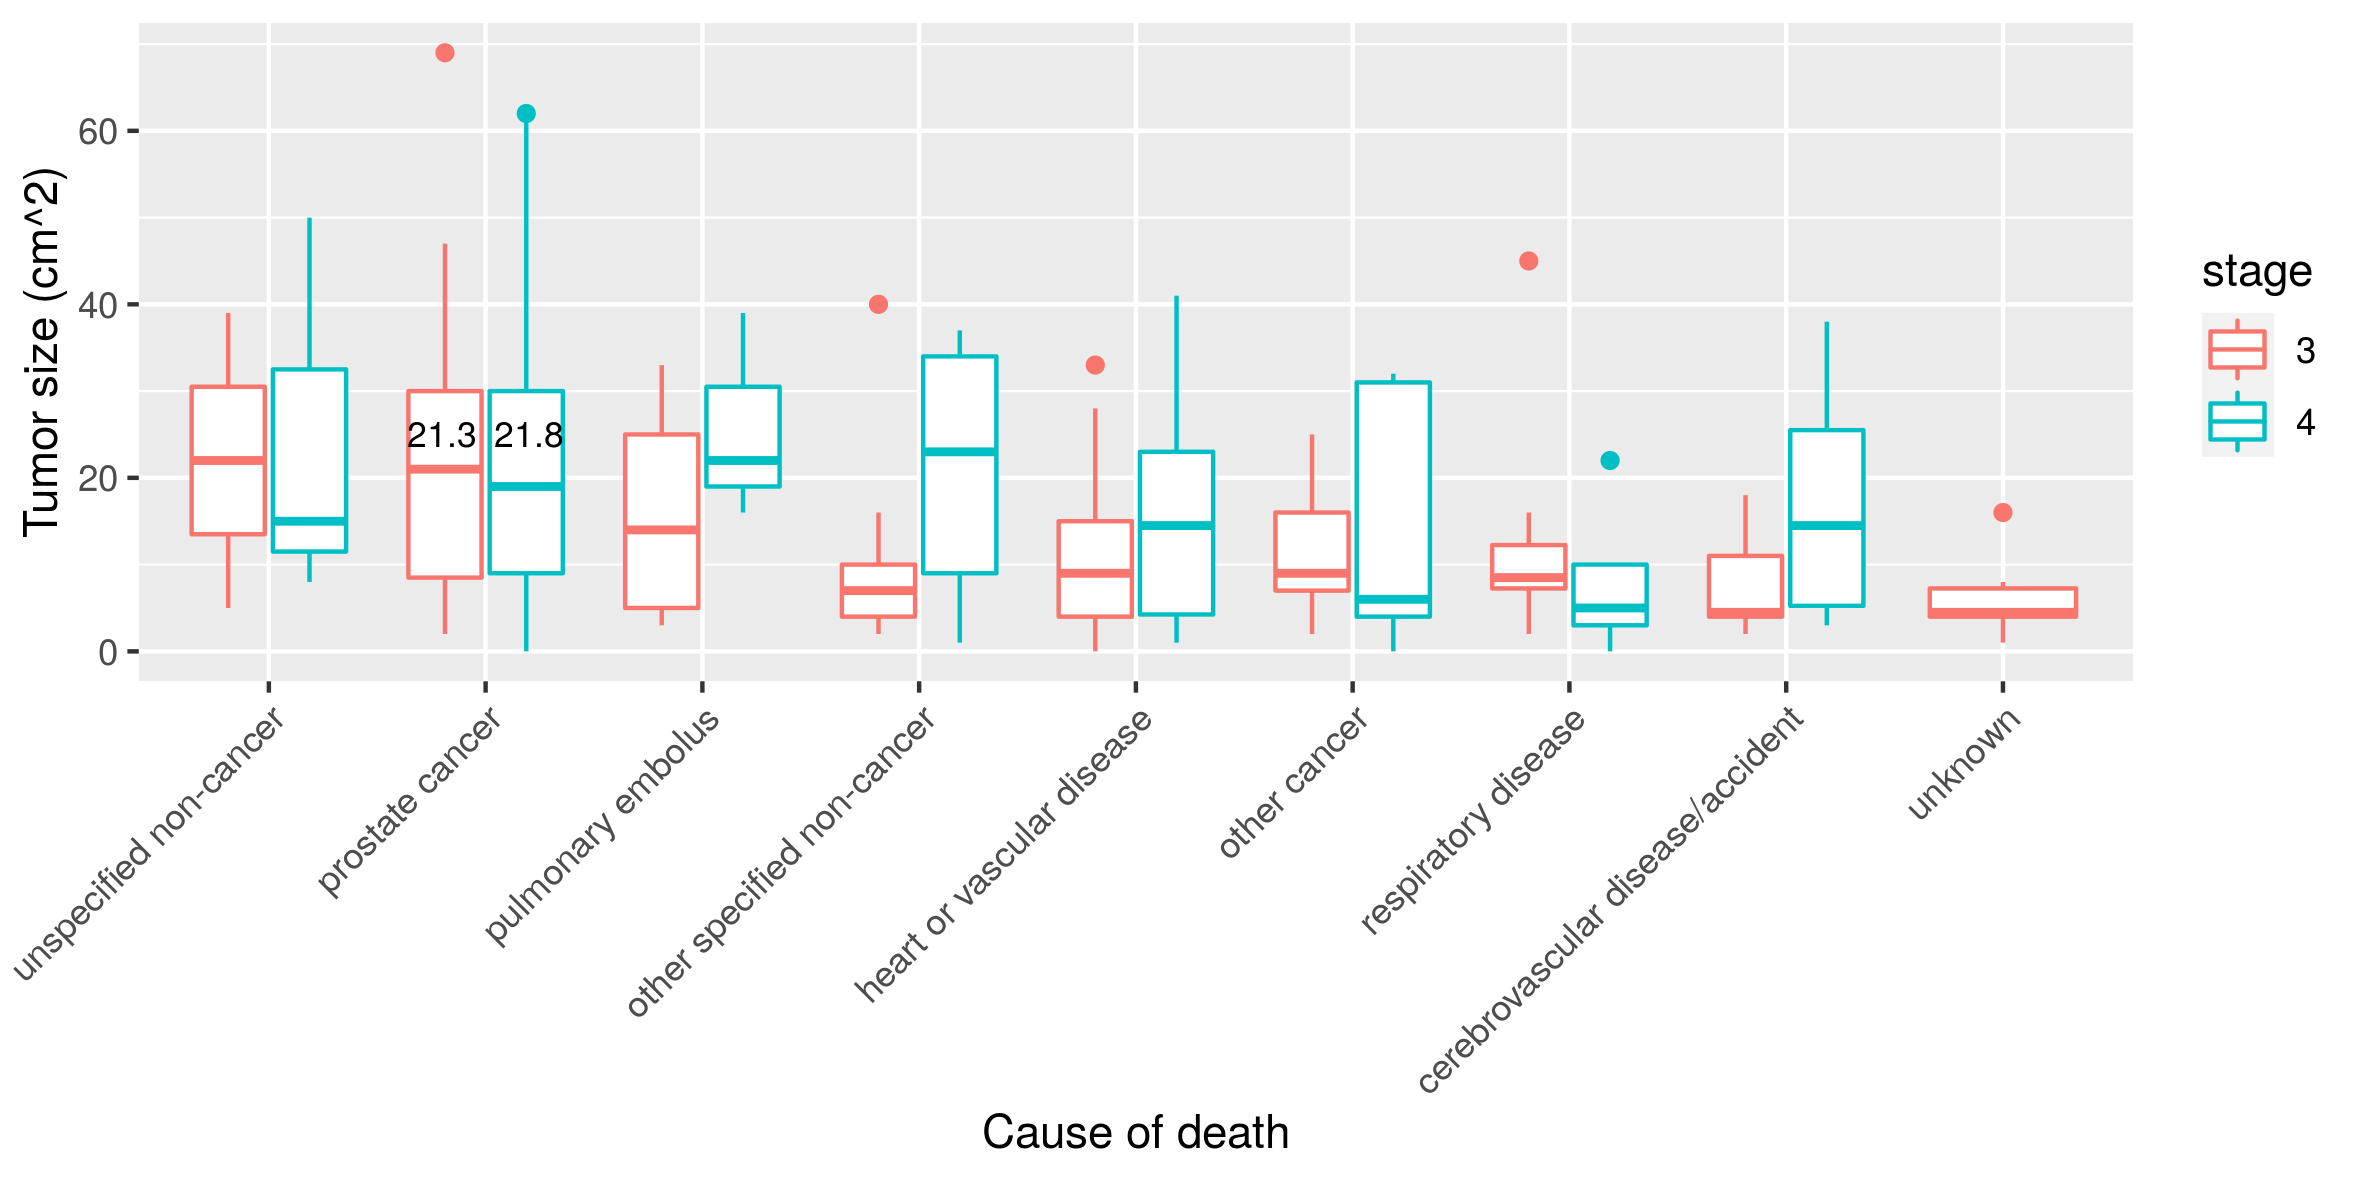 Tumor size (cm^2)
60
40
20
0
21.3
21.8
unspecified non-cancer
prostate cancer
pulmonary embolus
other specified non-cancer
heart or vascular disease
other cancer
respiratory disease
cerebrovascular disease/accident
unknown
Cause of death
stage
3
4